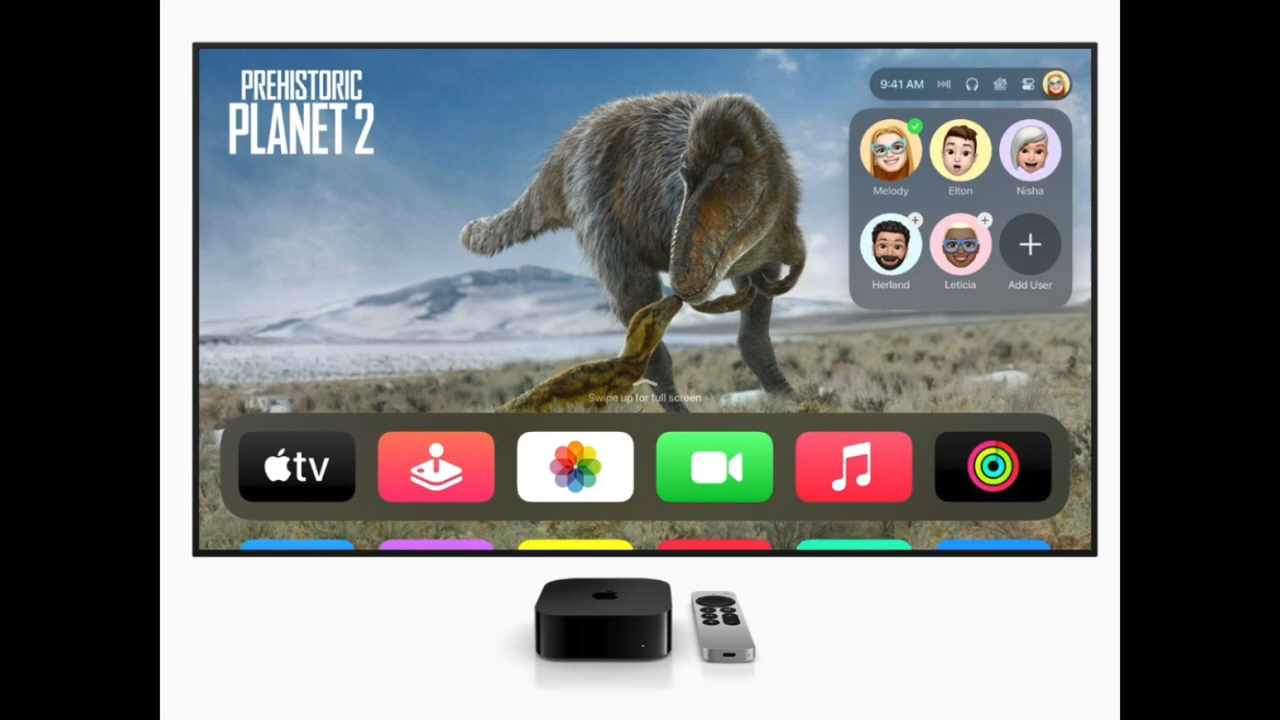 PREHISTORIC
PLANET 2
9:41 AM
Melody
Elton
Nisha
Herland
Leticia
Add User
Swipe up for full screen
tv